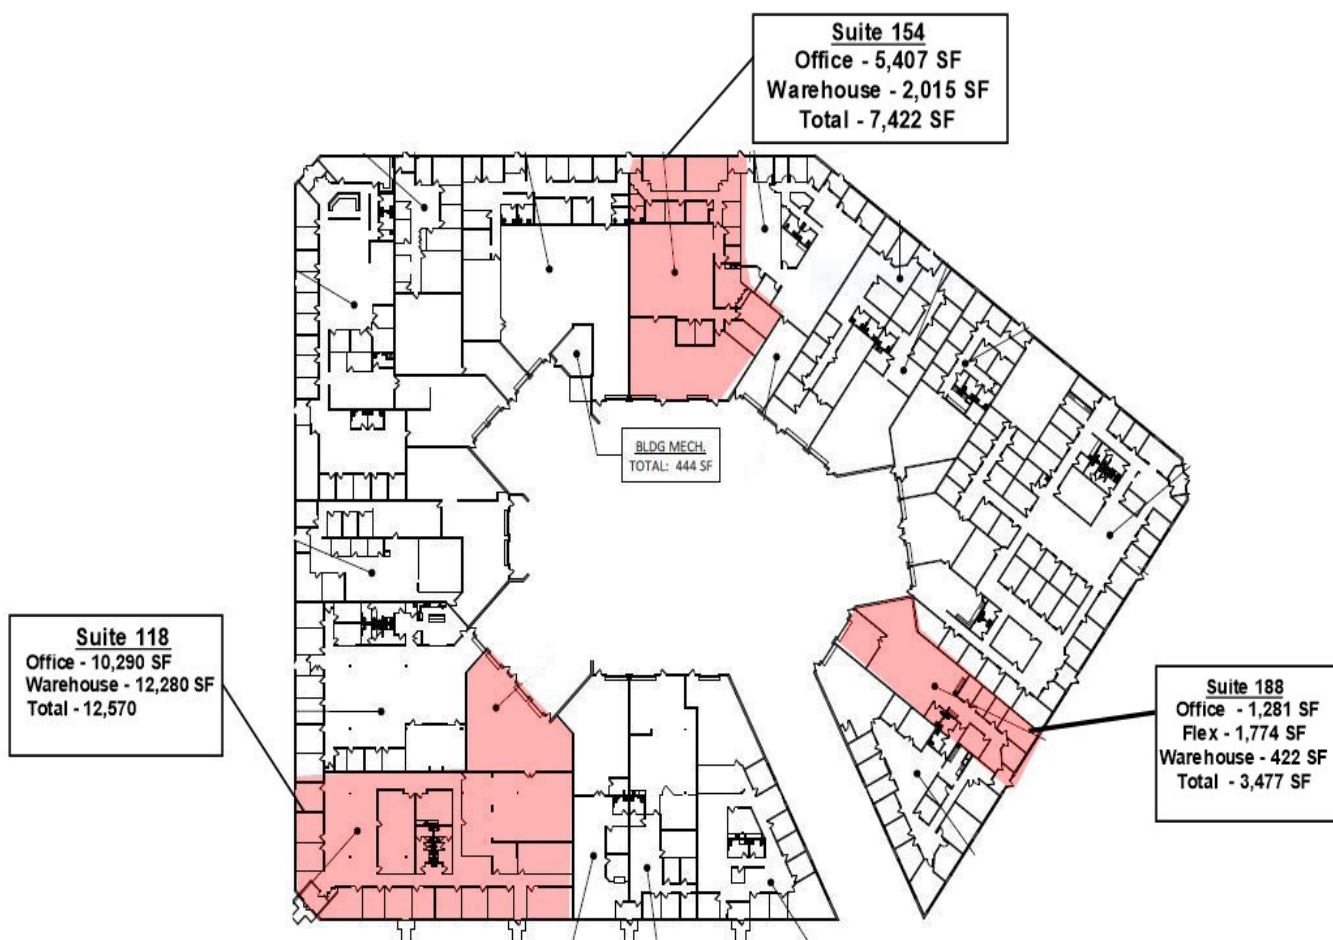 Suite 154
Office - 5,407 SF
Warehouse - 2,015 SF
Total - 7,422 SF
BLDG MECH.
TOTAL: 444 SF
Suite 118
Office - 10,290 SF
Warehouse - 12,280 SF
Total - 12,570
Suite 188
Office - 1,281 SF
Flex - 1,774 SF
Warehouse - 422 SF
Total - 3,477 SF